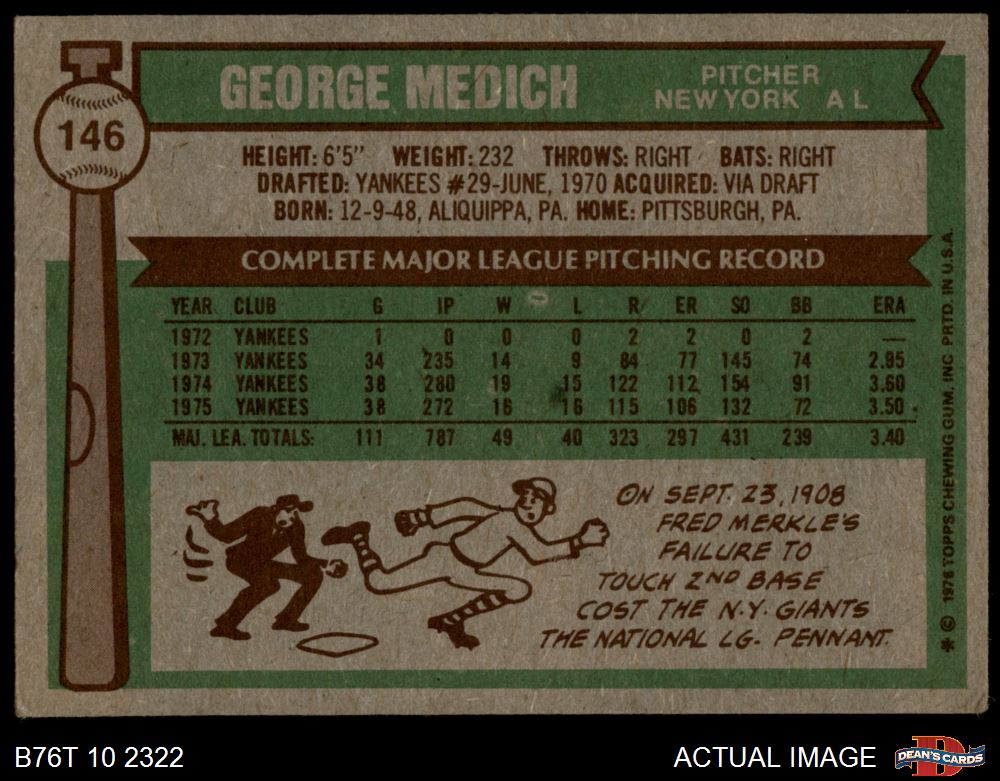 146
GEORGE MEDICH
PITCHER
NEW YORK A L
HEIGHT: 6'5" WEIGHT: 232 THROWS: RIGHT BATS: RIGHT
DRAFTED: YANKEES #29-JUNE, 1970 ACQUIRED: VIA DRAFT
BORN: 12-9-48, ALIQUIPPA, PA. HOME: PITTSBURGH, PA.
COMPLETE MAJOR LEAGUE PITCHING RECORD
YEAR CLUB G IP W L R ER SO BB ERA
1972 YANKEES 1 0 0 0 2 2 0 2 —
1973 YANKEES 34 235 14 9 84 77 145 74 2.95
1974 YANKEES 38 280 19 15 122 112 154 91 3.60
1975 YANKEES 38 272 16 16 115 106 132 72 3.50
MAJ. LEA. TOTALS: 111 787 49 40 323 297 431 239 3.40
ON SEPT. 23, 1908
FRED MERKLE'S
FAILURE TO
TOUCH 2ND BASE
COST THE N.Y. GIANTS
THE NATIONAL LG. PENNANT.
* © 1976 TOPPS CHEWING GUM, INC. PRTD. IN U.S.A.
B76T 10 2322
ACTUAL IMAGE
D
DEAN'S CARDS